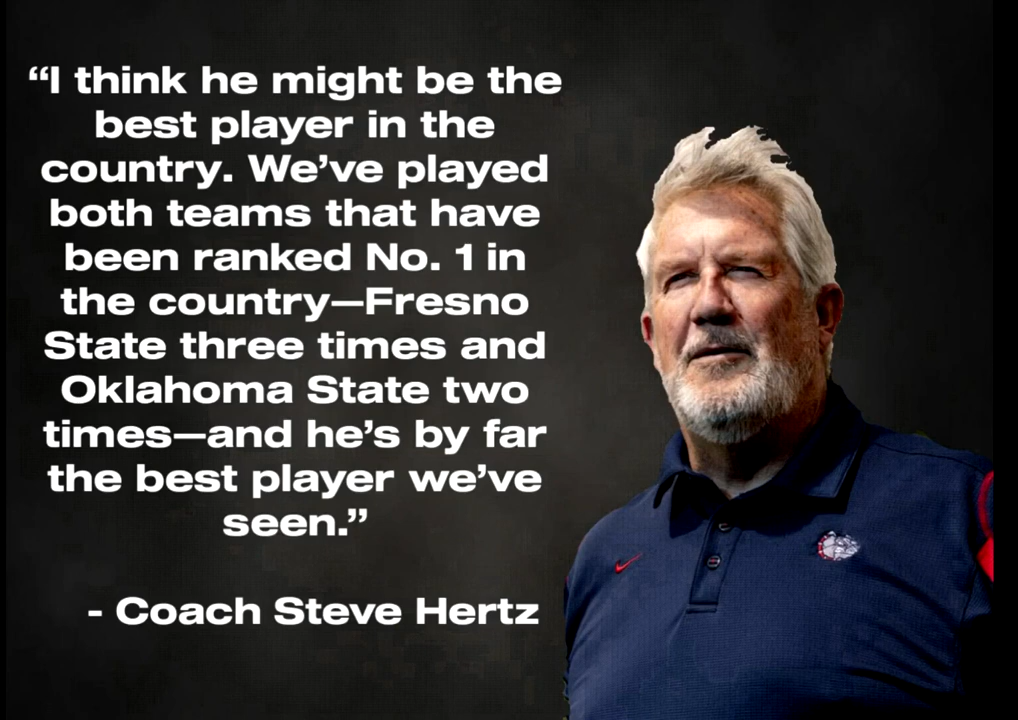 “I think he might be the
best player in the
country. We’ve played
both teams that have
been ranked No. 1 in
the country—Fresno
State three times and
Oklahoma State two
times—and he’s by far
the best player we’ve
seen.”
- Coach Steve Hertz